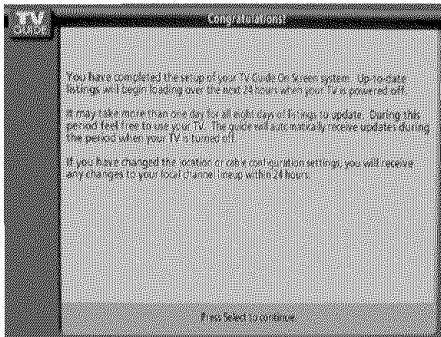 TV
GUIDE
Congratulations!
You have completed the setup of your TV Guide On Screen system. Up-to-date
listings will begin loading over the next 24 hours when your TV is powered off.
It may take more than one day for all eight days of listings to update. During this
period feel free to use your TV. The guide will automatically receive updates during
the period when your TV is turned off.
If you have changed the location or cable configuration settings, you will receive
any changes to your local channel lineup within 24 hours.
Press Select to continue